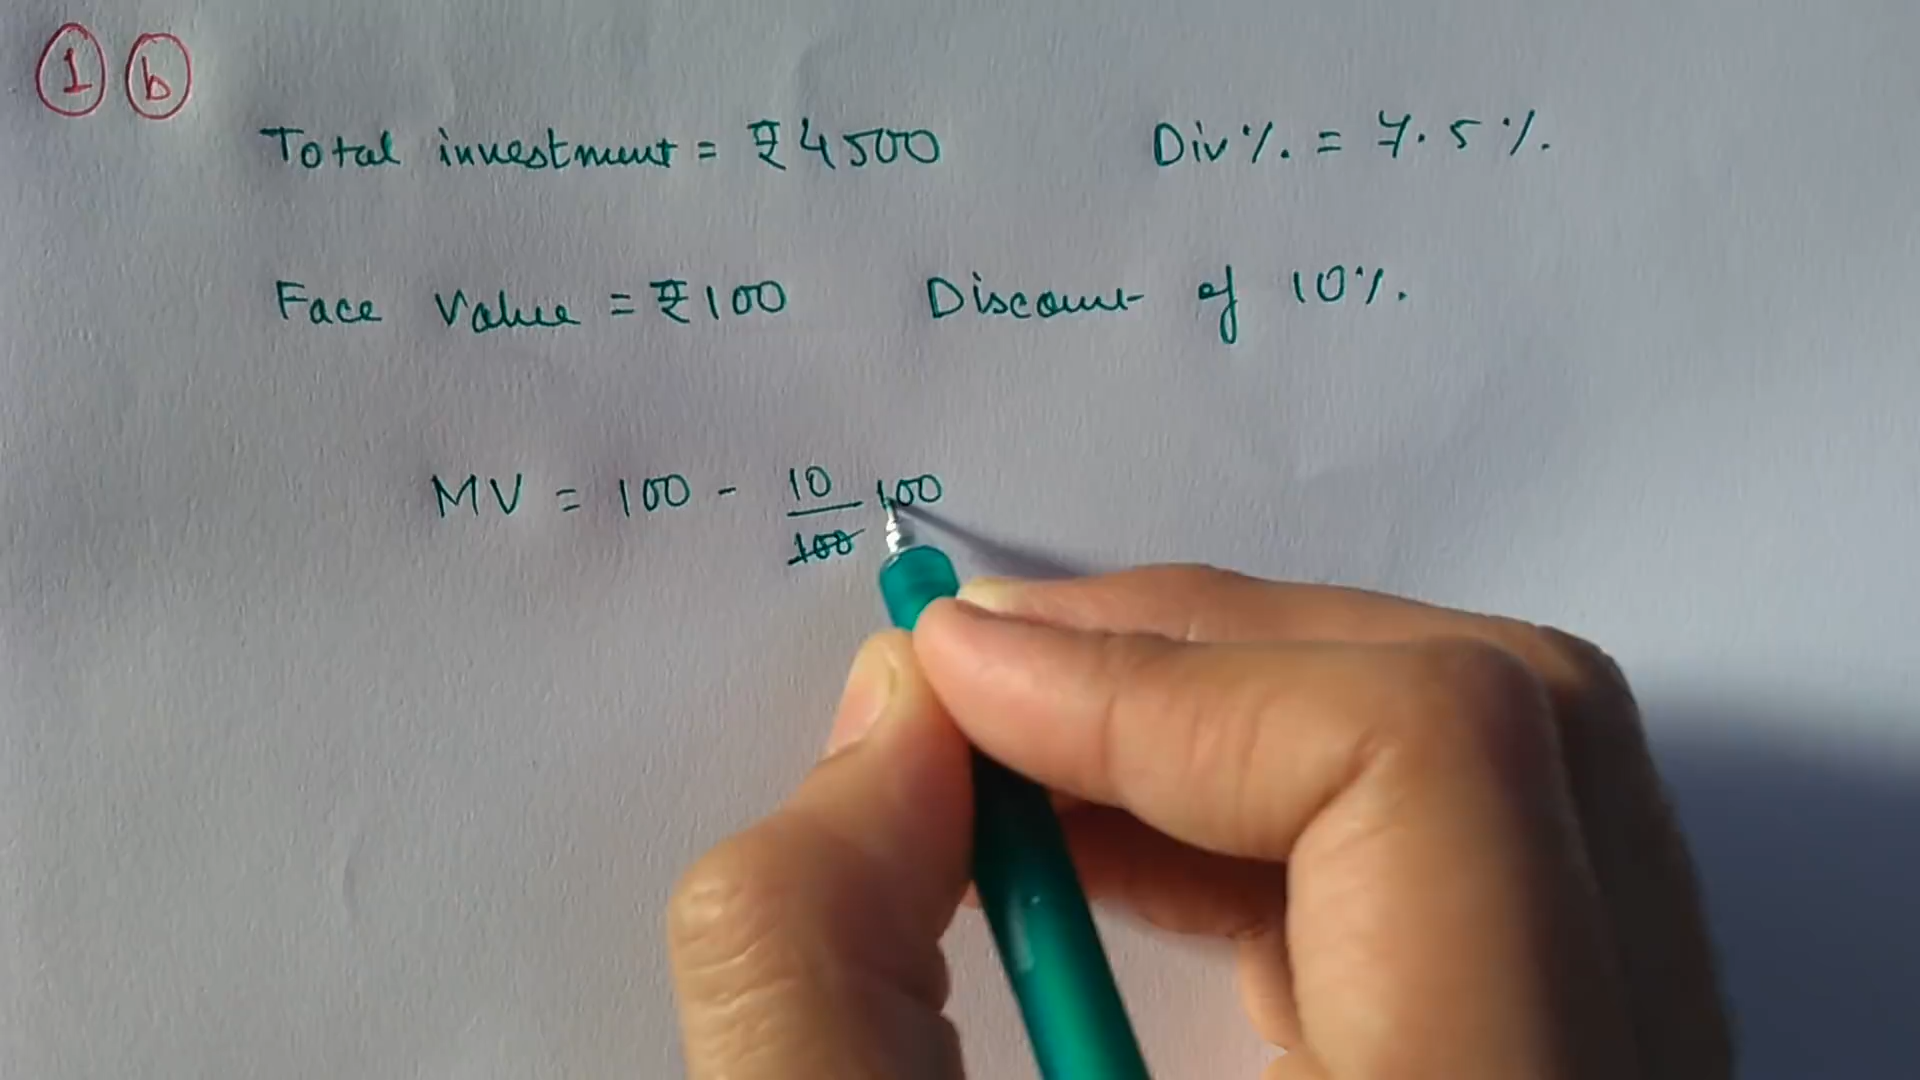 1 b
Total investment = ₹4500 Div%. = 7.5%.
Face Value = ₹100 Discount of 10%.
MV = 100 - 10/100 100